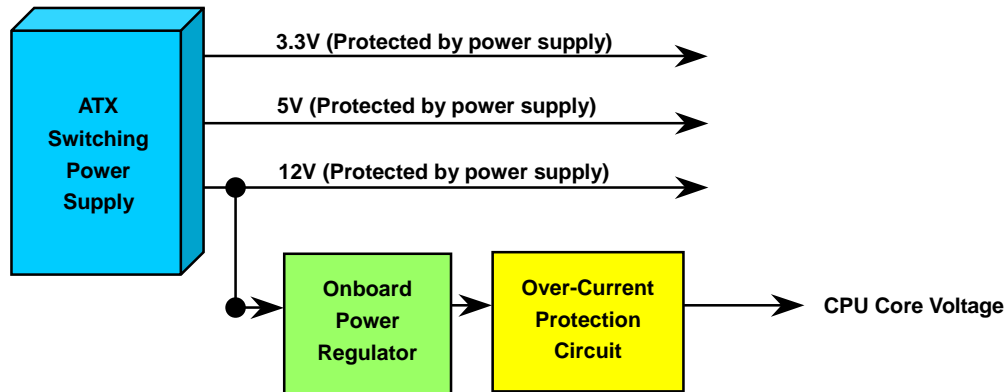 3.3V (Protected by power supply)
ATX
Switching
Power
Supply
5V (Protected by power supply)
12V (Protected by power supply)
Onboard
Power
Regulator
Over-Current
Protection
Circuit
CPU Core Voltage